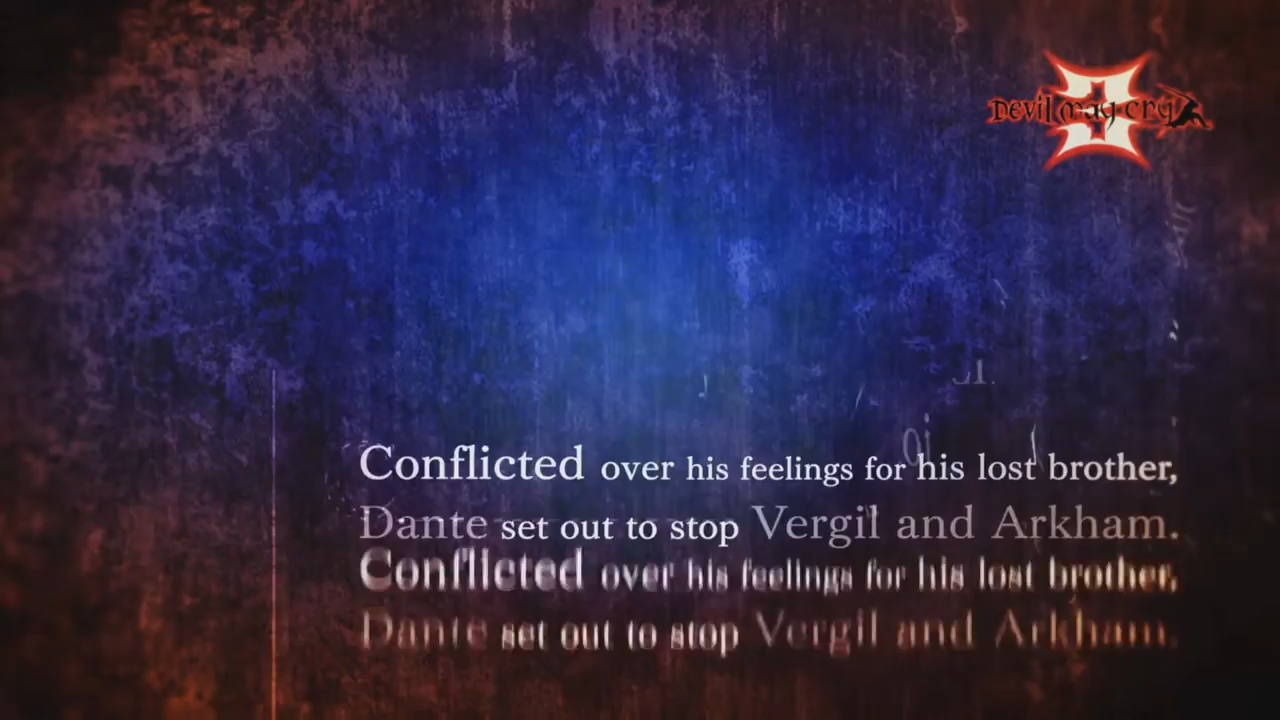 Devil may cry
3
Conflicted over his feelings for his lost brother,
Dante set out to stop Vergil and Arkham.
Conflicted over his feelings for his lost brother,
Dante set out to stop Vergil and Arkham.